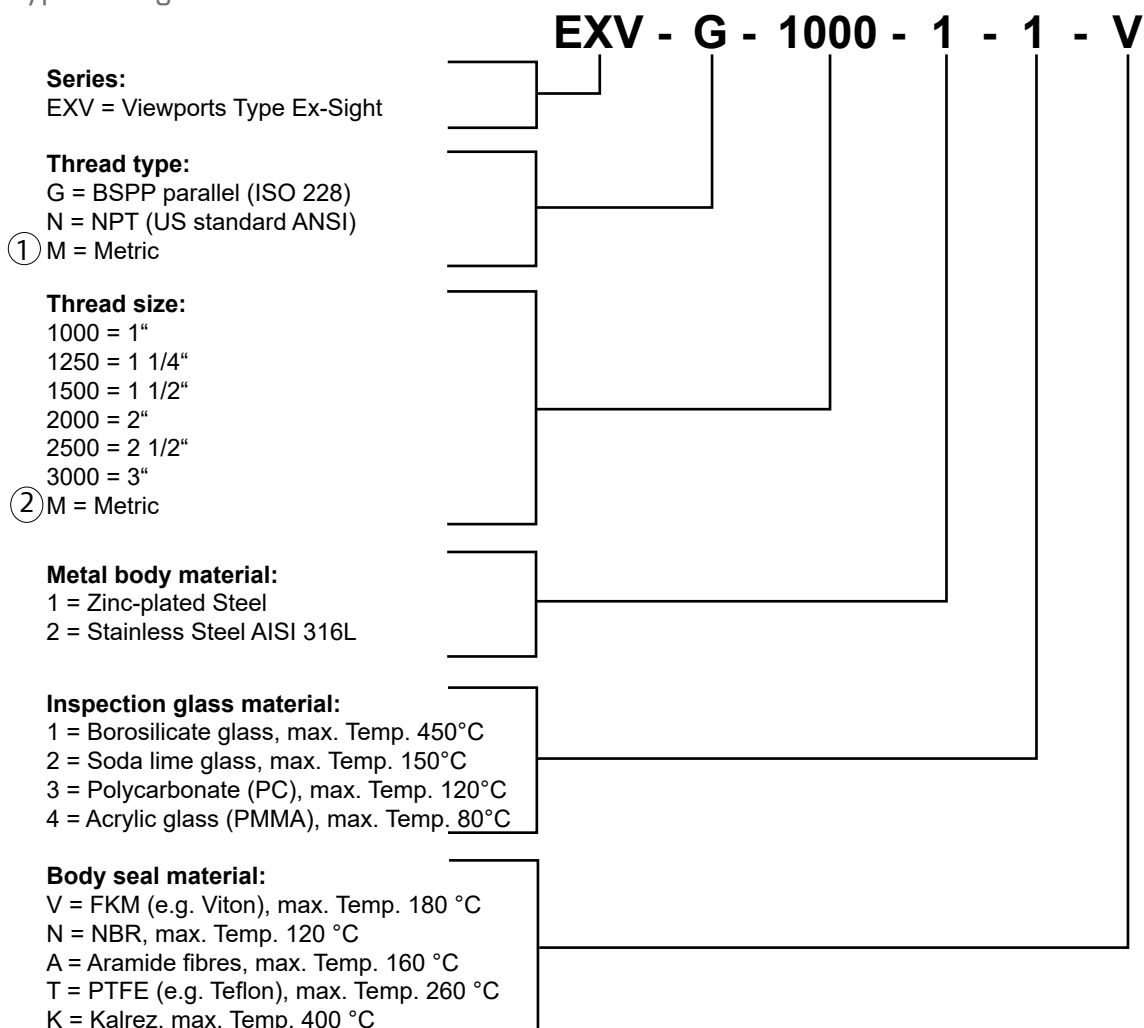 EXV - G - 1000 - 1 - 1 - V
Series:
EXV = Viewports Type Ex-Sight
Thread type:
G = BSPP parallel (ISO 228)
N = NPT (US standard ANSI)
1 M = Metric
Thread size:
1000 = 1“
1250 = 1 1/4“
1500 = 1 1/2“
2000 = 2“
2500 = 2 1/2“
3000 = 3“
2 M = Metric
Metal body material:
1 = Zinc-plated Steel
2 = Stainless Steel AISI 316L
Inspection glass material:
1 = Borosilicate glass, max. Temp. 450°C
2 = Soda lime glass, max. Temp. 150°C
3 = Polycarbonate (PC), max. Temp. 120°C
4 = Acrylic glass (PMMA), max. Temp. 80°C
Body seal material:
V = FKM (e.g. Viton), max. Temp. 180 °C
N = NBR, max. Temp. 120 °C
A = Aramide fibres, max. Temp. 160 °C
T = PTFE (e.g. Teflon), max. Temp. 260 °C
K = Kalrez, max. Temp. 400 °C